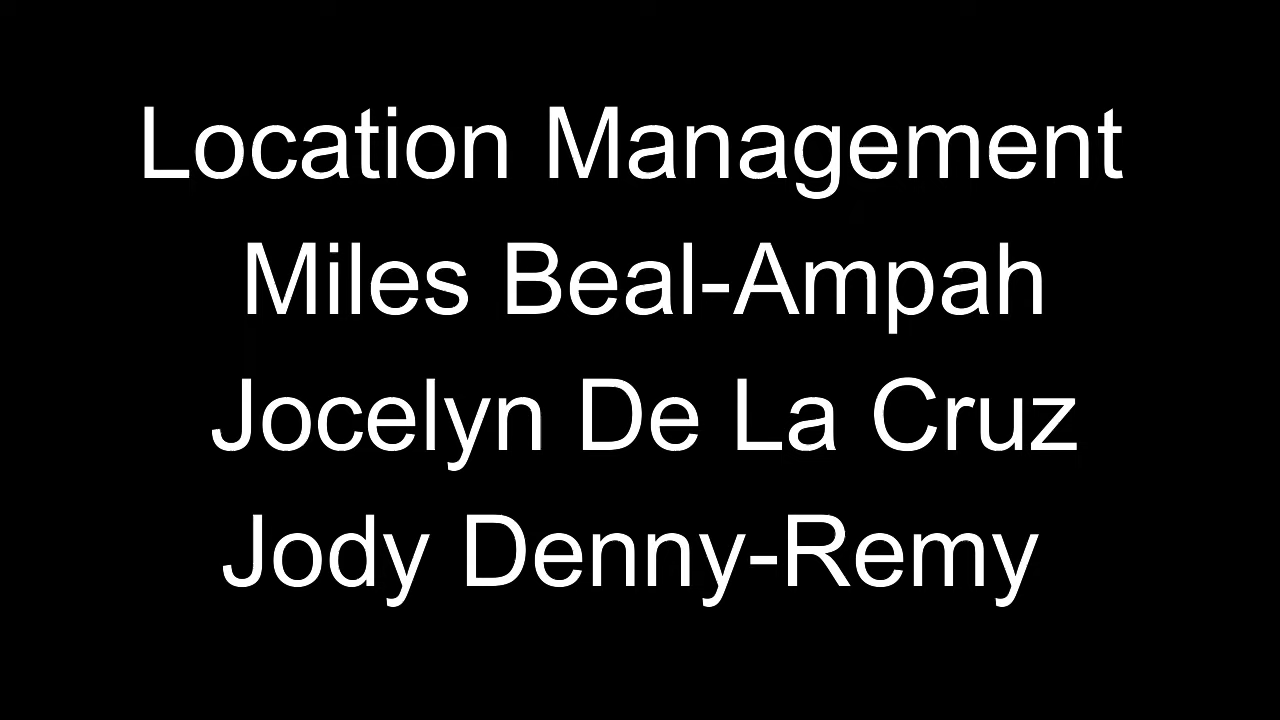 Location Management
Miles Beal-Ampah
Jocelyn De La Cruz
Jody Denny-Remy